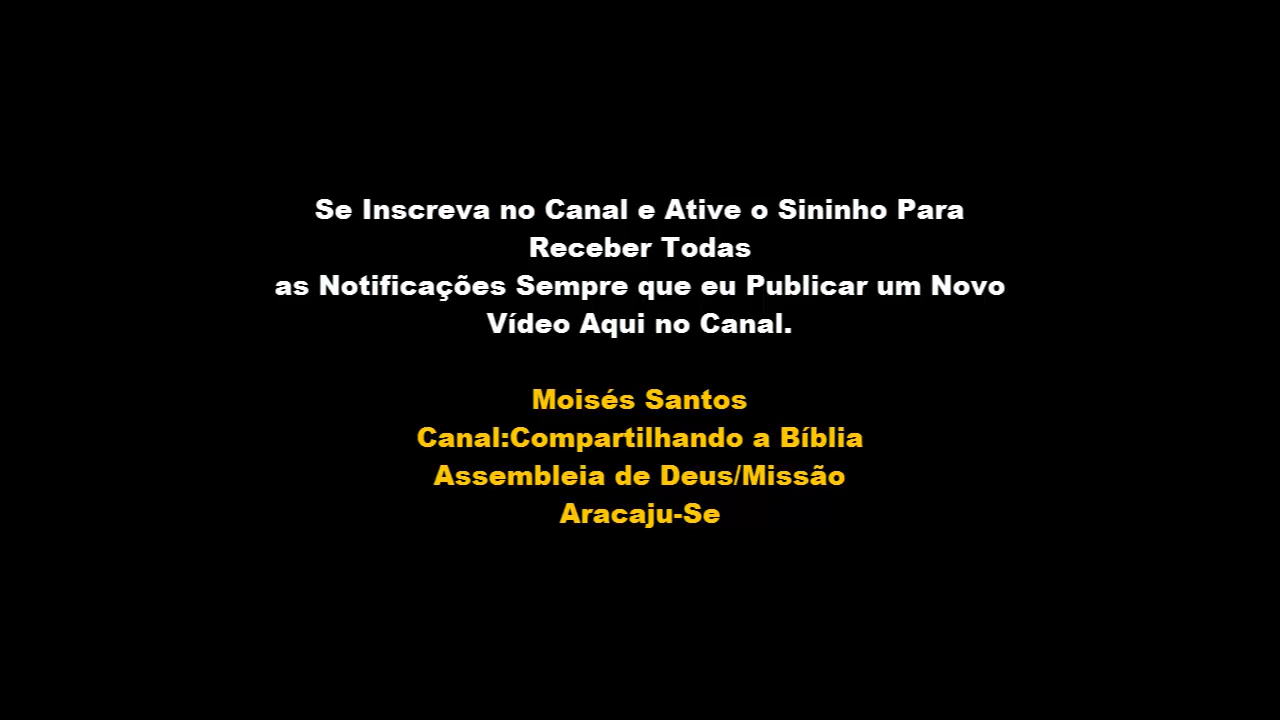 Se Inscreva no Canal e Ative o Sininho Para
Receber Todas
as Notificações Sempre que eu Publicar um Novo
Vídeo Aqui no Canal.
Moisés Santos
Canal:Compartilhando a Bíblia
Assembleia de Deus/Missão
Aracaju-Se